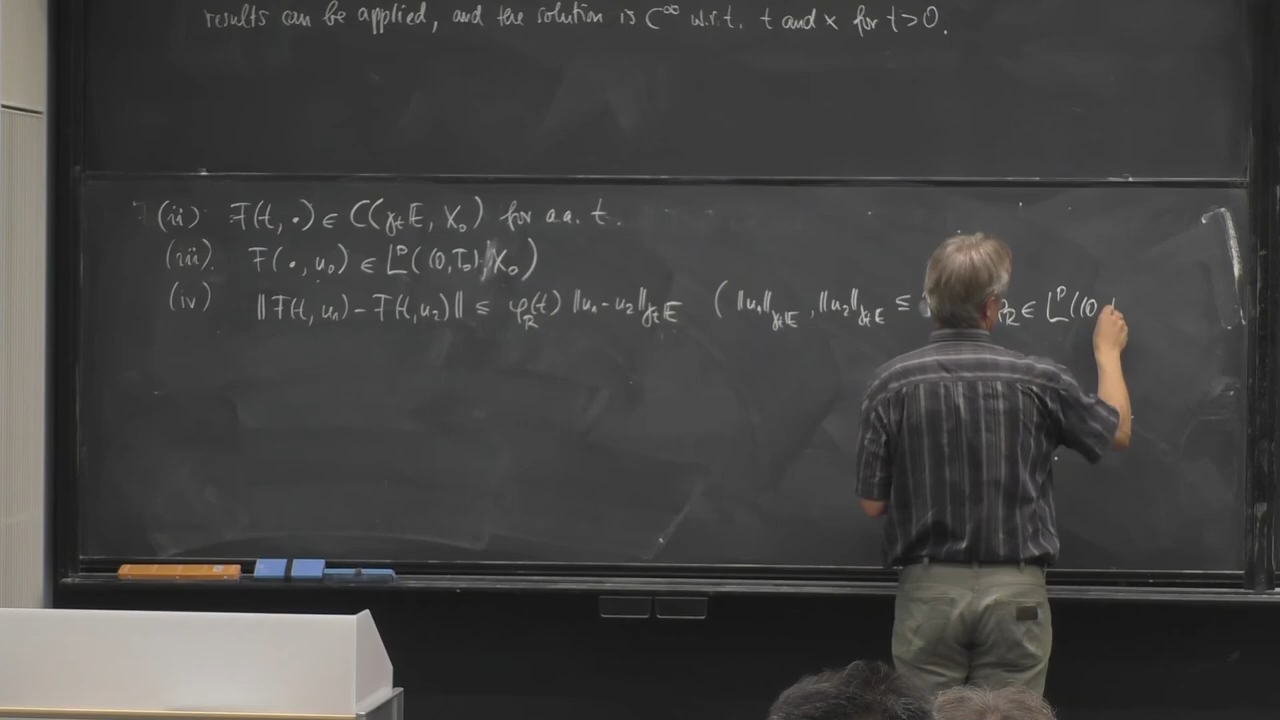 results can be applied, and the solution is C^∞ w.r.t. t and x for t>0.
(ii) F(t, •) ∈ C(γ_t E, X_0) for a.a. t.
(iii) F(•, u_0) ∈ L^p((0,T_0); X_0)
(iv) ||F(t, u_1) - F(t, u_2)|| ≤ φ_R(t) ||u_1 - u_2||_{γ_t E} ( ||u_1||_{γ_t E}, ||u_2||_{γ_t E} ≤ φ_R ∈ L^p((0